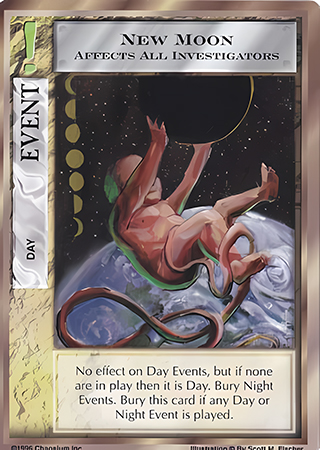 NEW MOON
AFFECTS ALL INVESTIGATORS
EVENT!
DAY
No effect on Day Events, but if none
are in play then it is Day. Bury Night
Events. Bury this card if any Day or
Night Event is played.
©1996 Chaosium Inc.
Illustration © By Scott M. Fischer